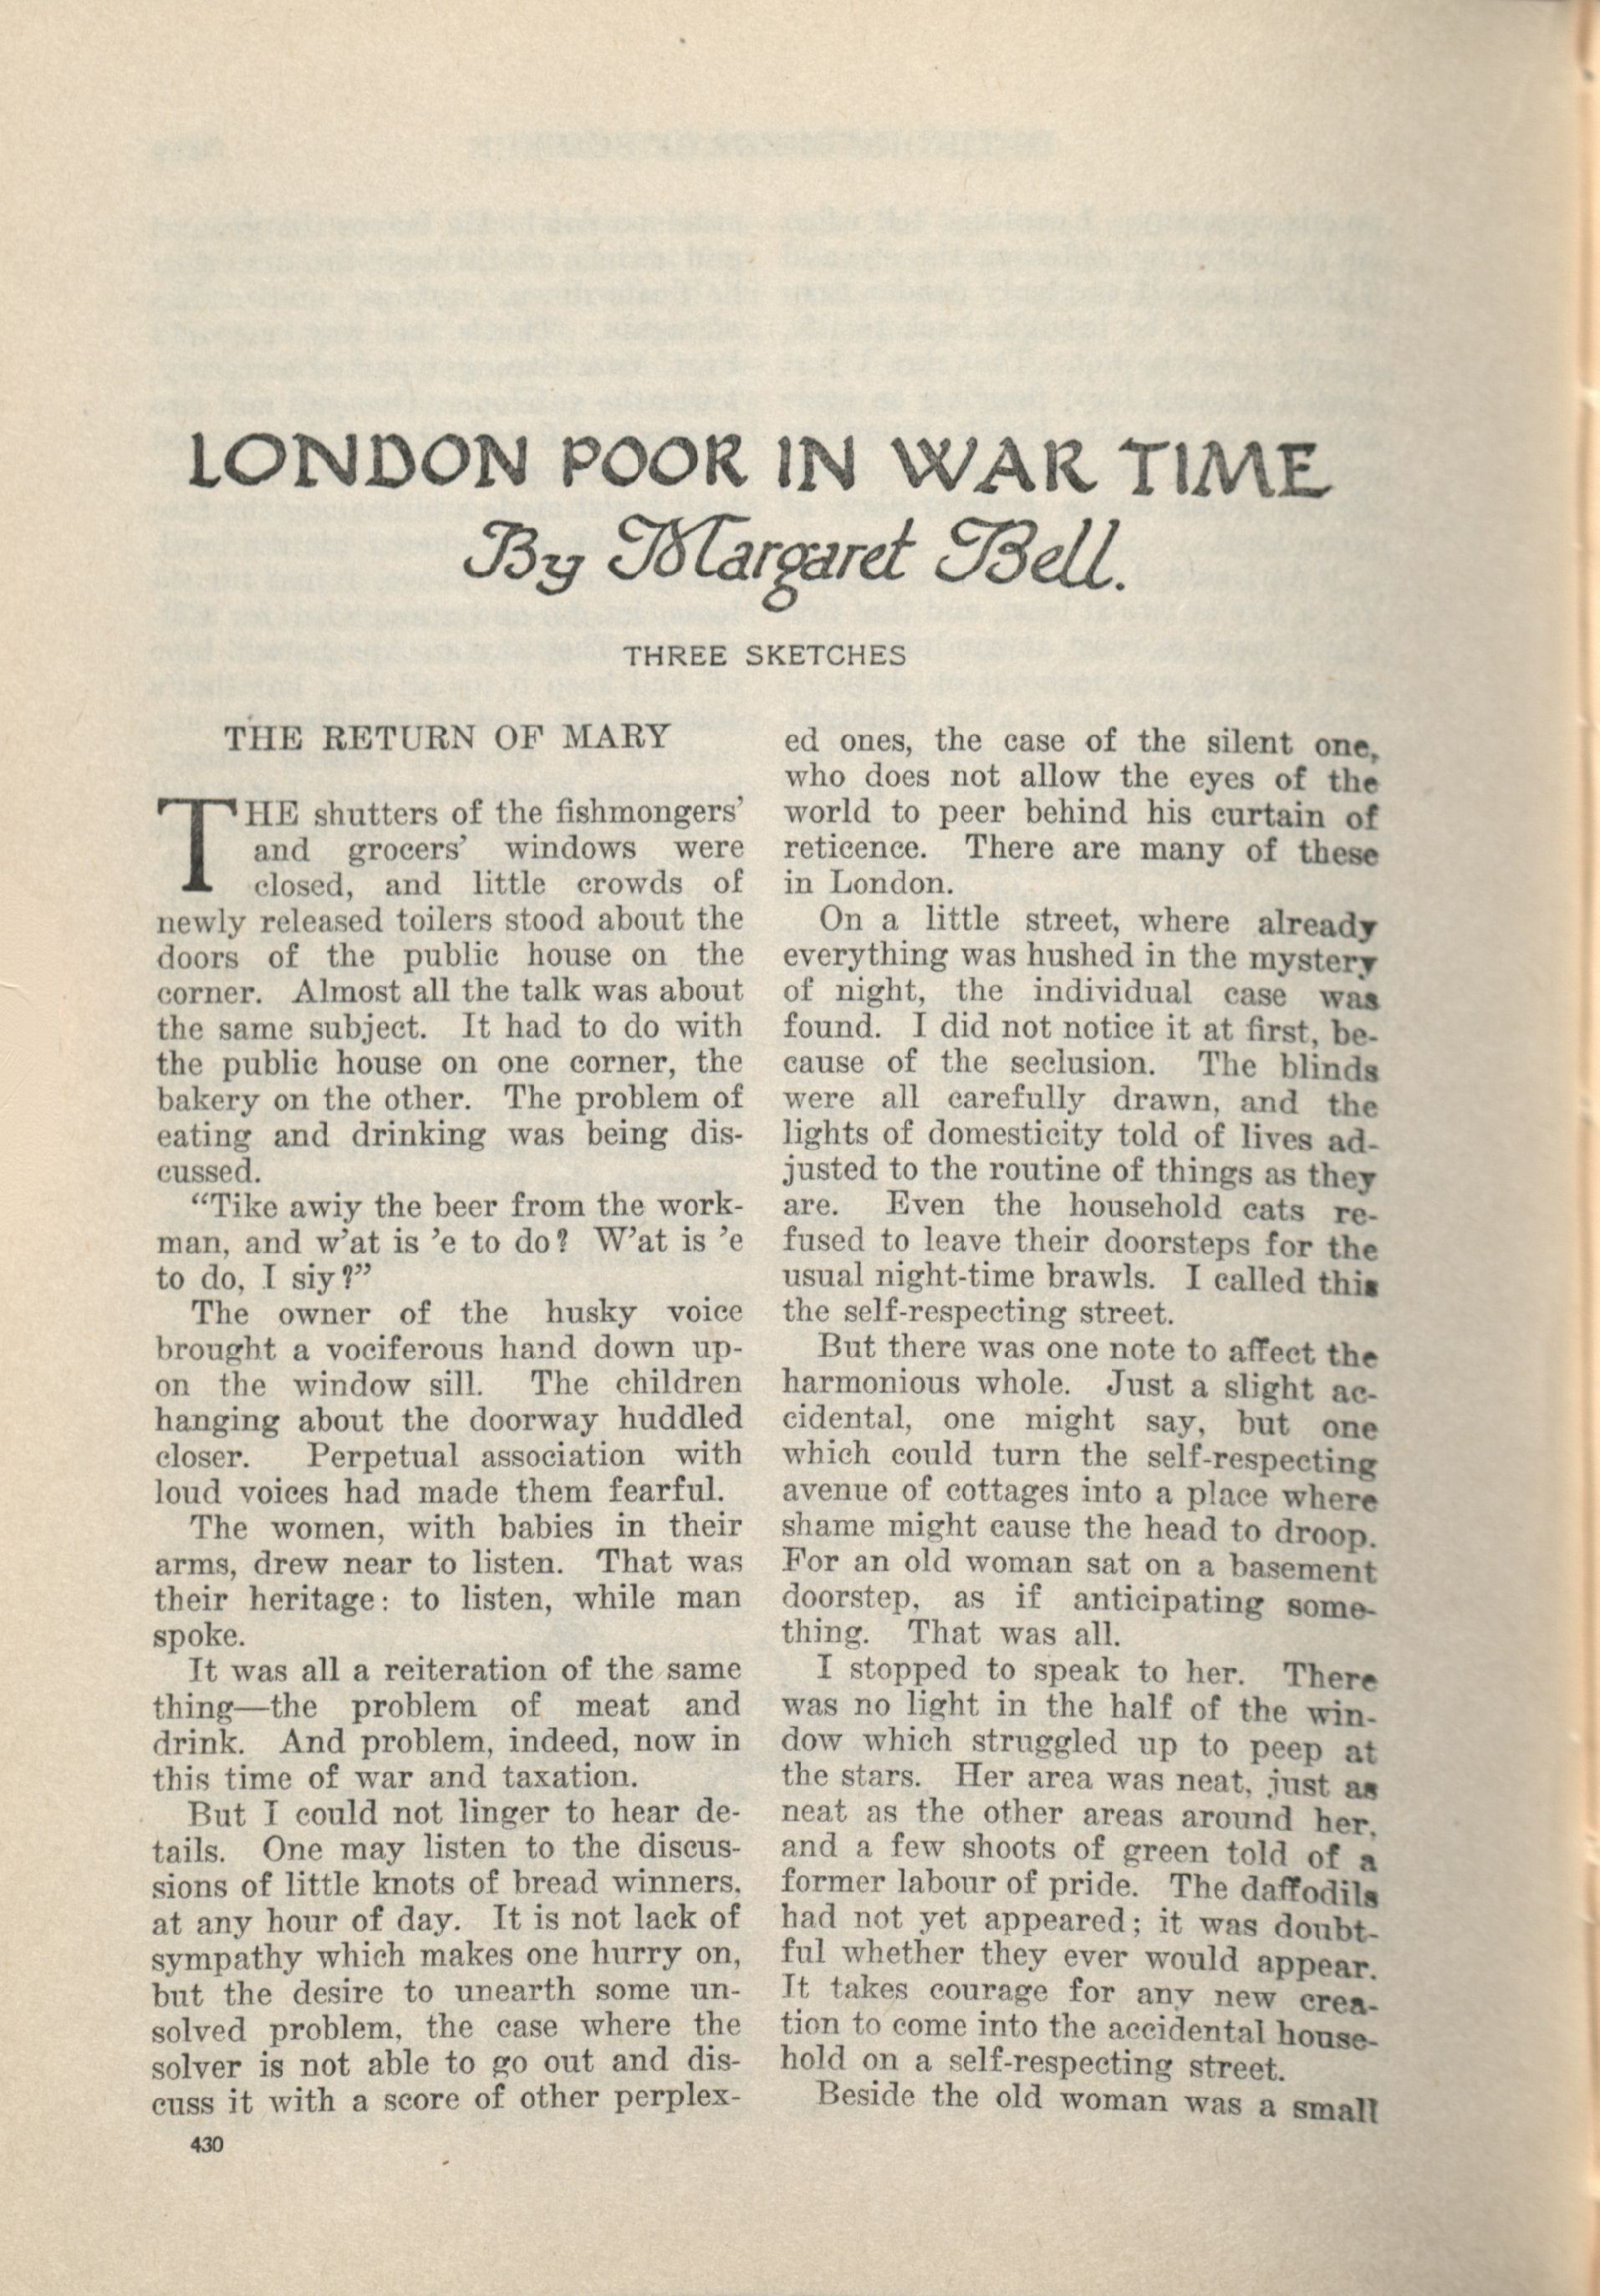 LONDON POOR IN WAR TIME
By Margaret Bell.
THREE SKETCHES
THE RETURN OF MARY
THE shutters of the fishmongers’
and grocers’ windows were
closed, and little crowds of
newly released toilers stood about the
doors of the public house on the
corner. Almost all the talk was about
the same subject. It had to do with
the public house on one corner, the
bakery on the other. The problem of
eating and drinking was being dis-
cussed.
“Tike awiy the beer from the work-
man, and w’at is ’e to do? W’at is ’e
to do, I siy?”
The owner of the husky voice
brought a vociferous hand down up-
on the window sill. The children
hanging about the doorway huddled
closer. Perpetual association with
loud voices had made them fearful.
The women, with babies in their
arms, drew near to listen. That was
their heritage: to listen, while man
spoke.
It was all a reiteration of the same
thing—the problem of meat and
drink. And problem, indeed, now in
this time of war and taxation.
But I could not linger to hear de-
tails. One may listen to the discus-
sions of little knots of bread winners,
at any hour of day. It is not lack of
sympathy which makes one hurry on,
but the desire to unearth some un-
solved problem, the case where the
solver is not able to go out and dis-
cuss it with a score of other perplex-
ed ones, the case of the silent one,
who does not allow the eyes of the
world to peer behind his curtain of
reticence. There are many of these
in London.
On a little street, where already
everything was hushed in the mystery
of night, the individual case was
found. I did not notice it at first, be-
cause of the seclusion. The blinds
were all carefully drawn, and the
lights of domesticity told of lives ad-
justed to the routine of things as they
are. Even the household cats re-
fused to leave their doorsteps for the
usual night-time brawls. I called this
the self-respecting street.
But there was one note to affect the
harmonious whole. Just a slight ac-
cidental, one might say, but one
which could turn the self-respecting
avenue of cottages into a place where
shame might cause the head to droop.
For an old woman sat on a basement
doorstep, as if anticipating some-
thing. That was all.
I stopped to speak to her. There
was no light in the half of the win-
dow which struggled up to peep at
the stars. Her area was neat, just as
neat as the other areas around her,
and a few shoots of green told of a
former labour of pride. The daffodils
had not yet appeared; it was doubt-
ful whether they ever would appear.
It takes courage for any new crea-
tion to come into the accidental house-
hold on a self-respecting street.
Beside the old woman was a small
430